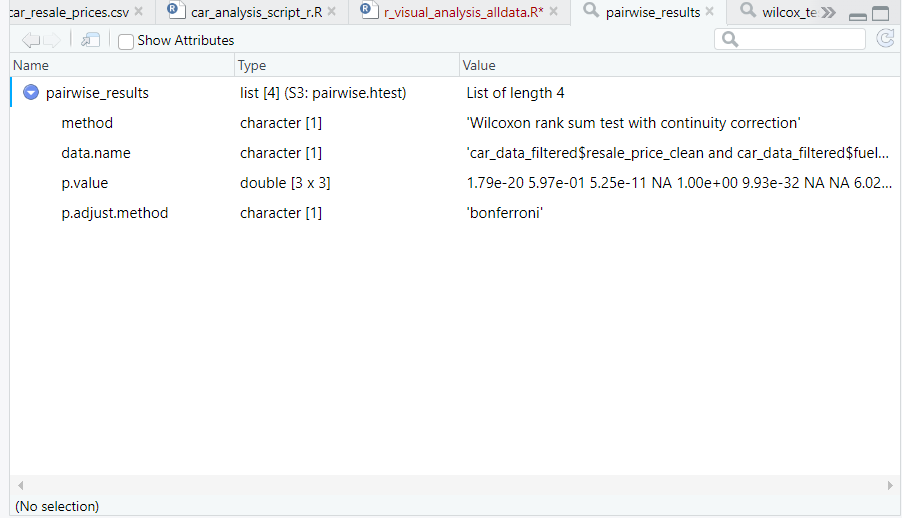 car_resale_prices.csv car_analysis_script_r.R r_visual_analysis_alldata.R* pairwise_results wilcox_te
Show Attributes
Name Type Value
pairwise_results list [4] (S3: pairwise.htest) List of length 4
method character [1] 'Wilcoxon rank sum test with continuity correction'
data.name character [1] 'car_data_filtered$resale_price_clean and car_data_filtered$fuel...
p.value double [3 x 3] 1.79e-20 5.97e-01 5.25e-11 NA 1.00e+00 9.93e-32 NA NA 6.02...
p.adjust.method character [1] 'bonferroni'
(No selection)